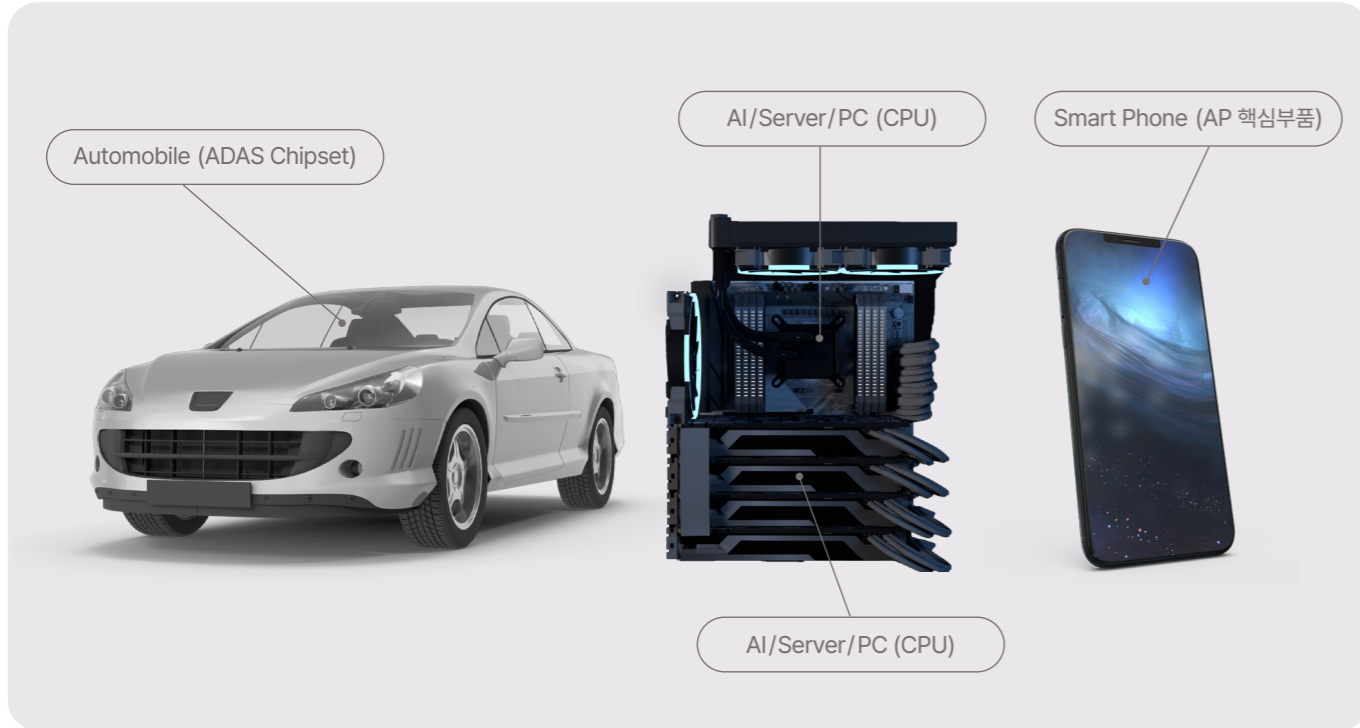 Automobile (ADAS Chipset)
AI/Server/PC (CPU)
Smart Phone (AP 핵심부품)
AI/Server/PC (CPU)